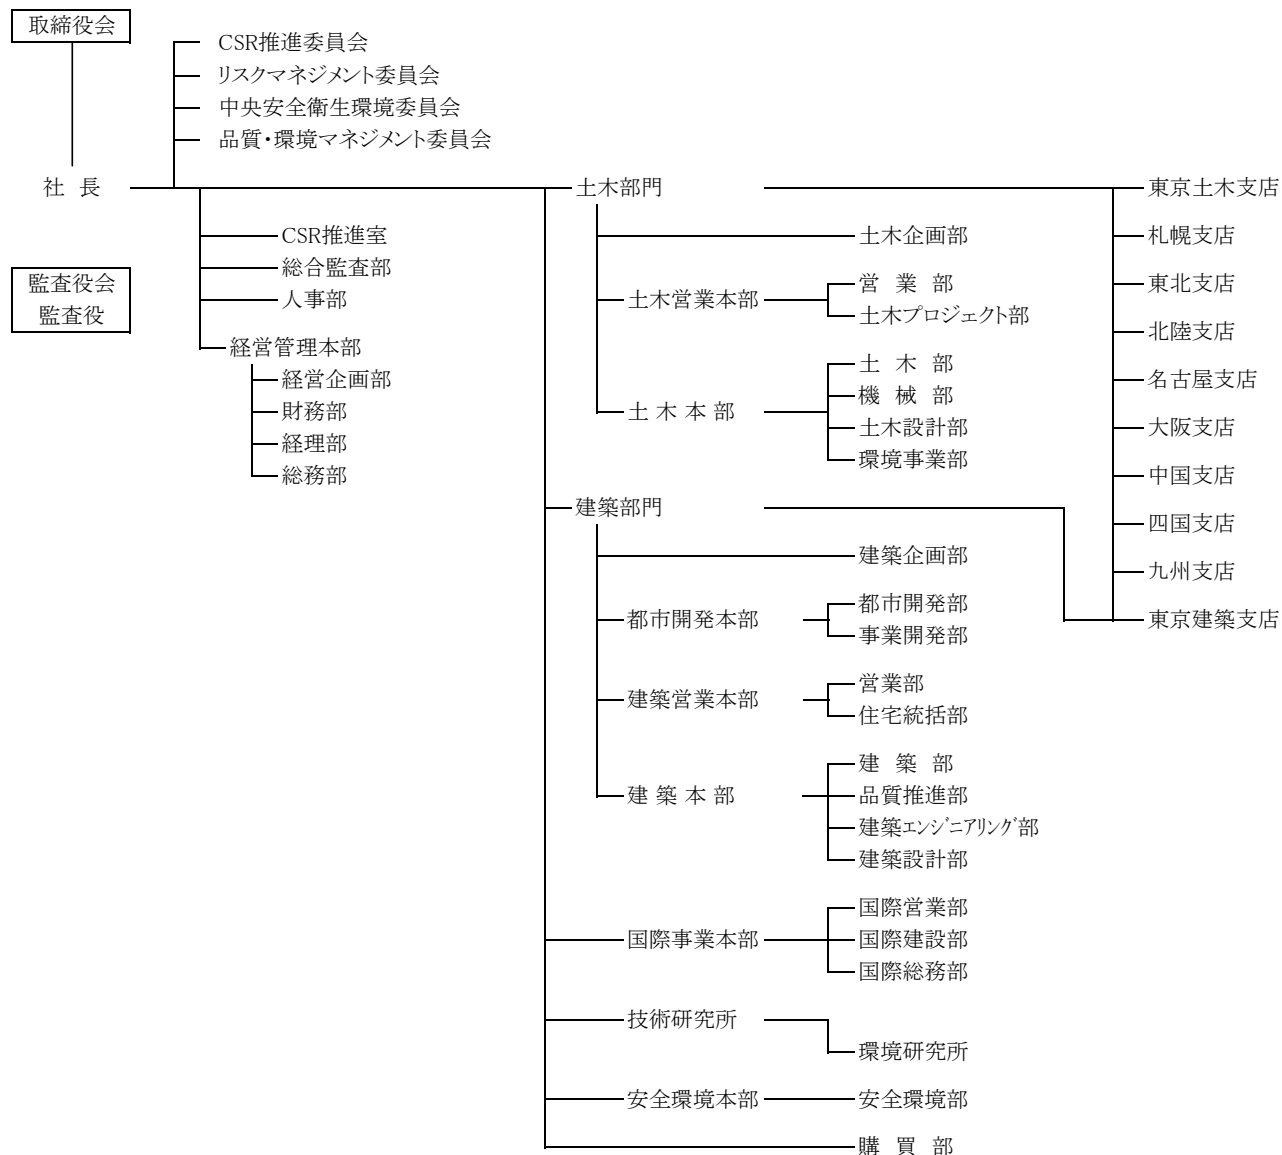 取締役会
CSR推進委員会
リスクマネジメント委員会
中央安全衛生環境委員会
品質・環境マネジメント委員会
社 長
土木部門
東京土木支店
CSR推進室
土木企画部
札幌支店
総合監査部
監査役会
監査役
営 業 部
東北支店
人事部
土木営業本部
土木プロジェクト部
北陸支店
経営管理本部
土 木 部
経営企画部
機 械 部
名古屋支店
財務部
土 木 本 部
土木設計部
大阪支店
経理部
環境事業部
総務部
中国支店
建築部門
四国支店
建築企画部
九州支店
都市開発本部
都市開発部
事業開発部
東京建築支店
建築営業本部
営業部
住宅統括部
建 築 本 部
建 築 部
品質推進部
建築エンジニアリング部
建築設計部
国際事業本部
国際営業部
国際建設部
国際総務部
技術研究所
環境研究所
安全環境本部
安全環境部
購 買 部